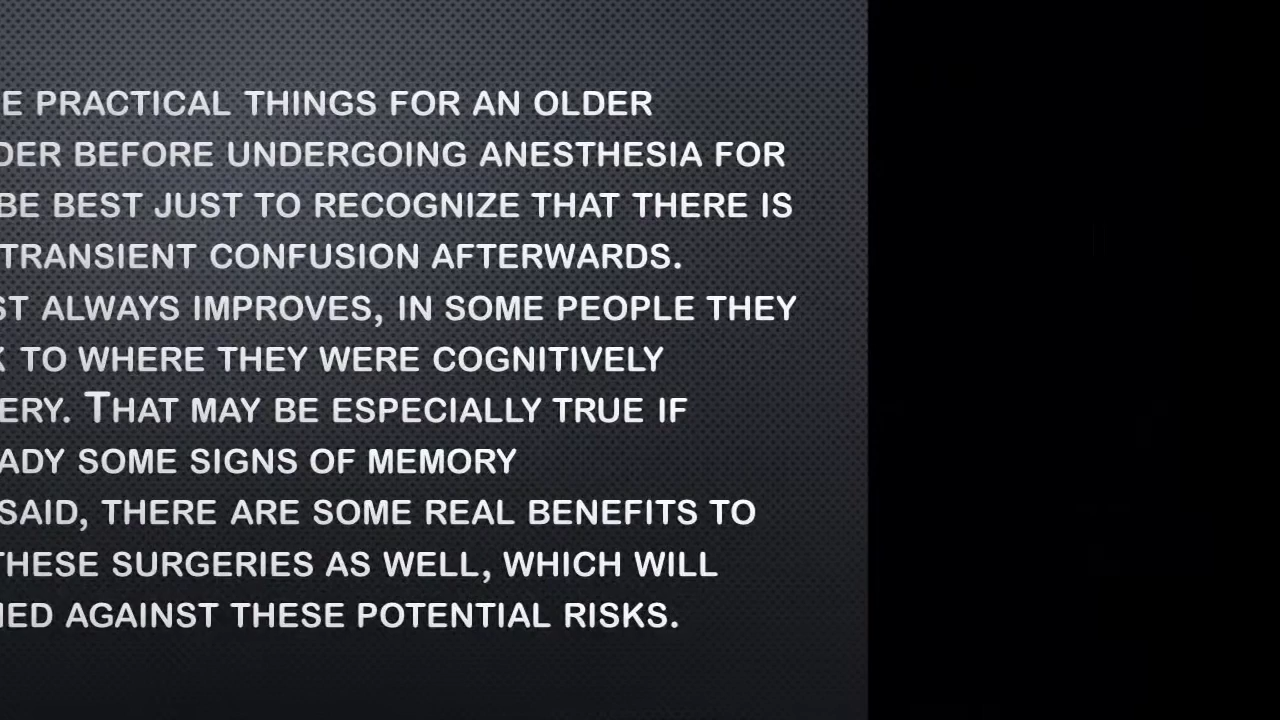 E PRACTICAL THINGS FOR AN OLDER
DER BEFORE UNDERGOING ANESTHESIA FOR
BE BEST JUST TO RECOGNIZE THAT THERE IS
TRANSIENT CONFUSION AFTERWARDS.
ST ALWAYS IMPROVES, IN SOME PEOPLE THEY
K TO WHERE THEY WERE COGNITIVELY
ERY. THAT MAY BE ESPECIALLY TRUE IF
ADY SOME SIGNS OF MEMORY
SAID, THERE ARE SOME REAL BENEFITS TO
THESE SURGERIES AS WELL, WHICH WILL
HED AGAINST THESE POTENTIAL RISKS.